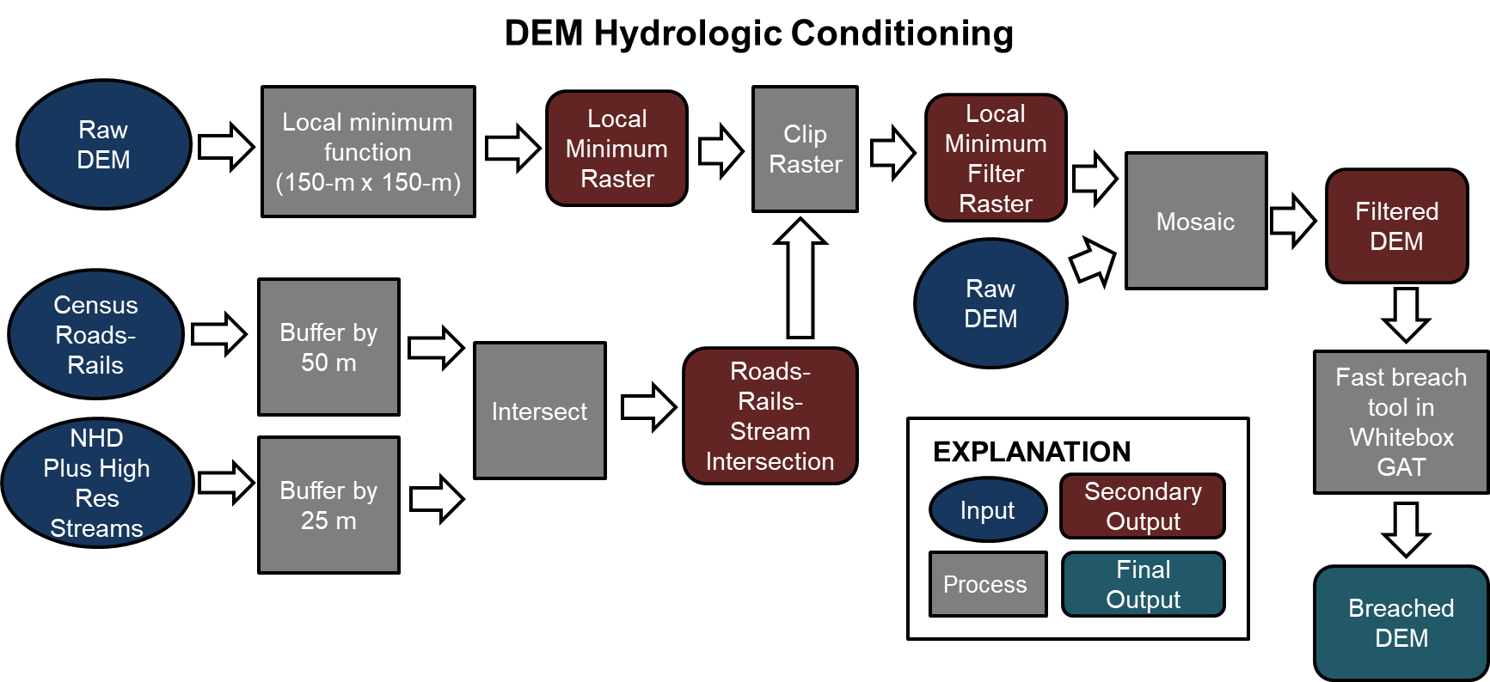 DEM Hydrologic Conditioning
Raw
DEM
Local minimum
function
(150-m x 150-m)
Local
Minimum
Raster
Clip
Raster
Local
Minimum
Filter
Raster
Raw
DEM
Mosaic
Filtered
DEM
Census
Roads-
Rails
Buffer by
50 m
NHD
Plus High
Res
Streams
Buffer by
25 m
Intersect
Roads-
Rails-
Stream
Intersection
Fast breach
tool in
Whitebox
GAT
Breached
DEM
EXPLANATION
Input
Secondary
Output
Process
Final
Output